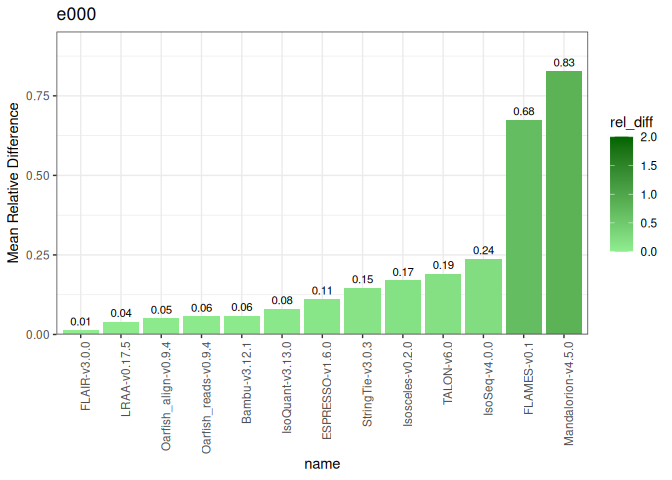 e000
Mean Relative Difference
0.75
0.50
0.25
0.00
0.01
0.04
0.05
0.06
0.06
0.08
0.11
0.15
0.17
0.19
0.24
0.68
0.83
FLAIR-v3.0.0
LRAA-v0.17.5
Oarfish_align-v0.9.4
Oarfish_reads-v0.9.4
Bambu-v3.12.1
IsoQuant-v3.13.0
ESPRESSO-v1.6.0
StringTie-v3.0.3
Isosceles-v0.2.0
TALON-v6.0
IsoSeq-v4.0.0
FLAMES-v0.1
Mandalorion-v4.5.0
name
rel_diff
2.0
1.5
1.0
0.5
0.0